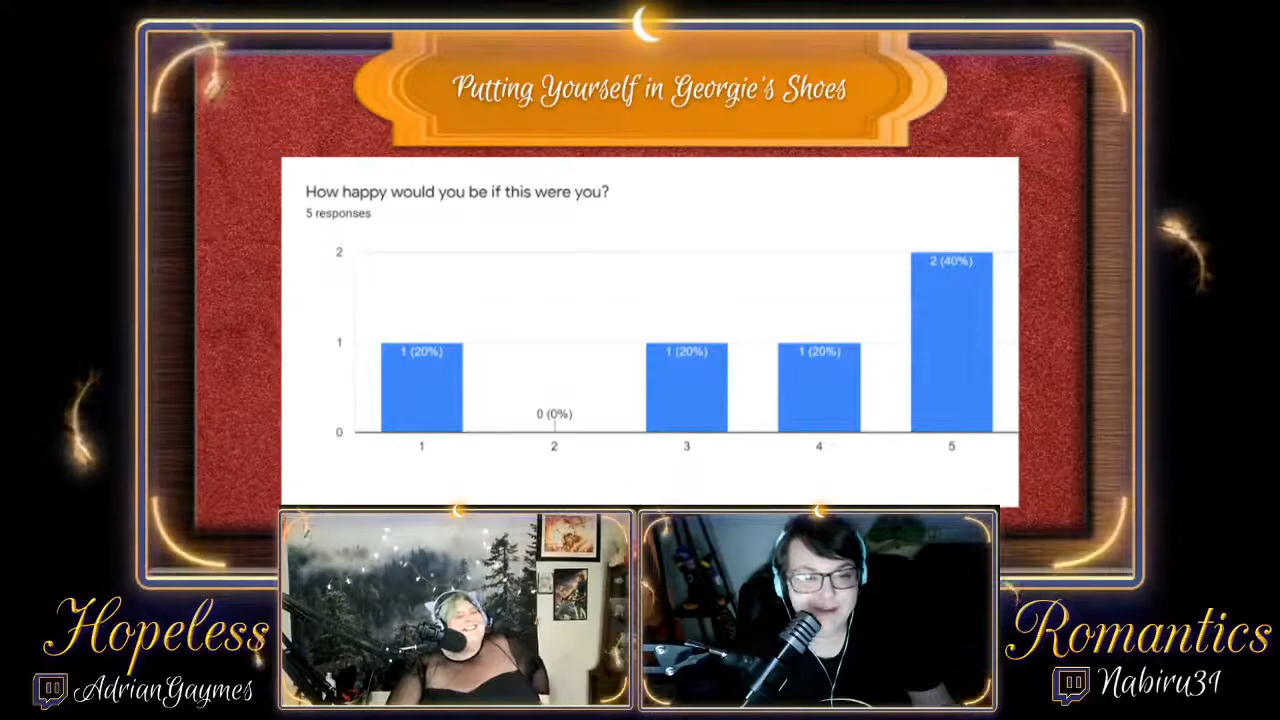 Putting Yourself in Georgie's Shoes
How happy would you be if this were you?
5 responses
2
1
0
1 (20%)
0 (0%)
1 (20%)
1 (20%)
2 (40%)
1
2
3
4
5
Hopeless
AdrianGaymes
Romantics
Nabiru31